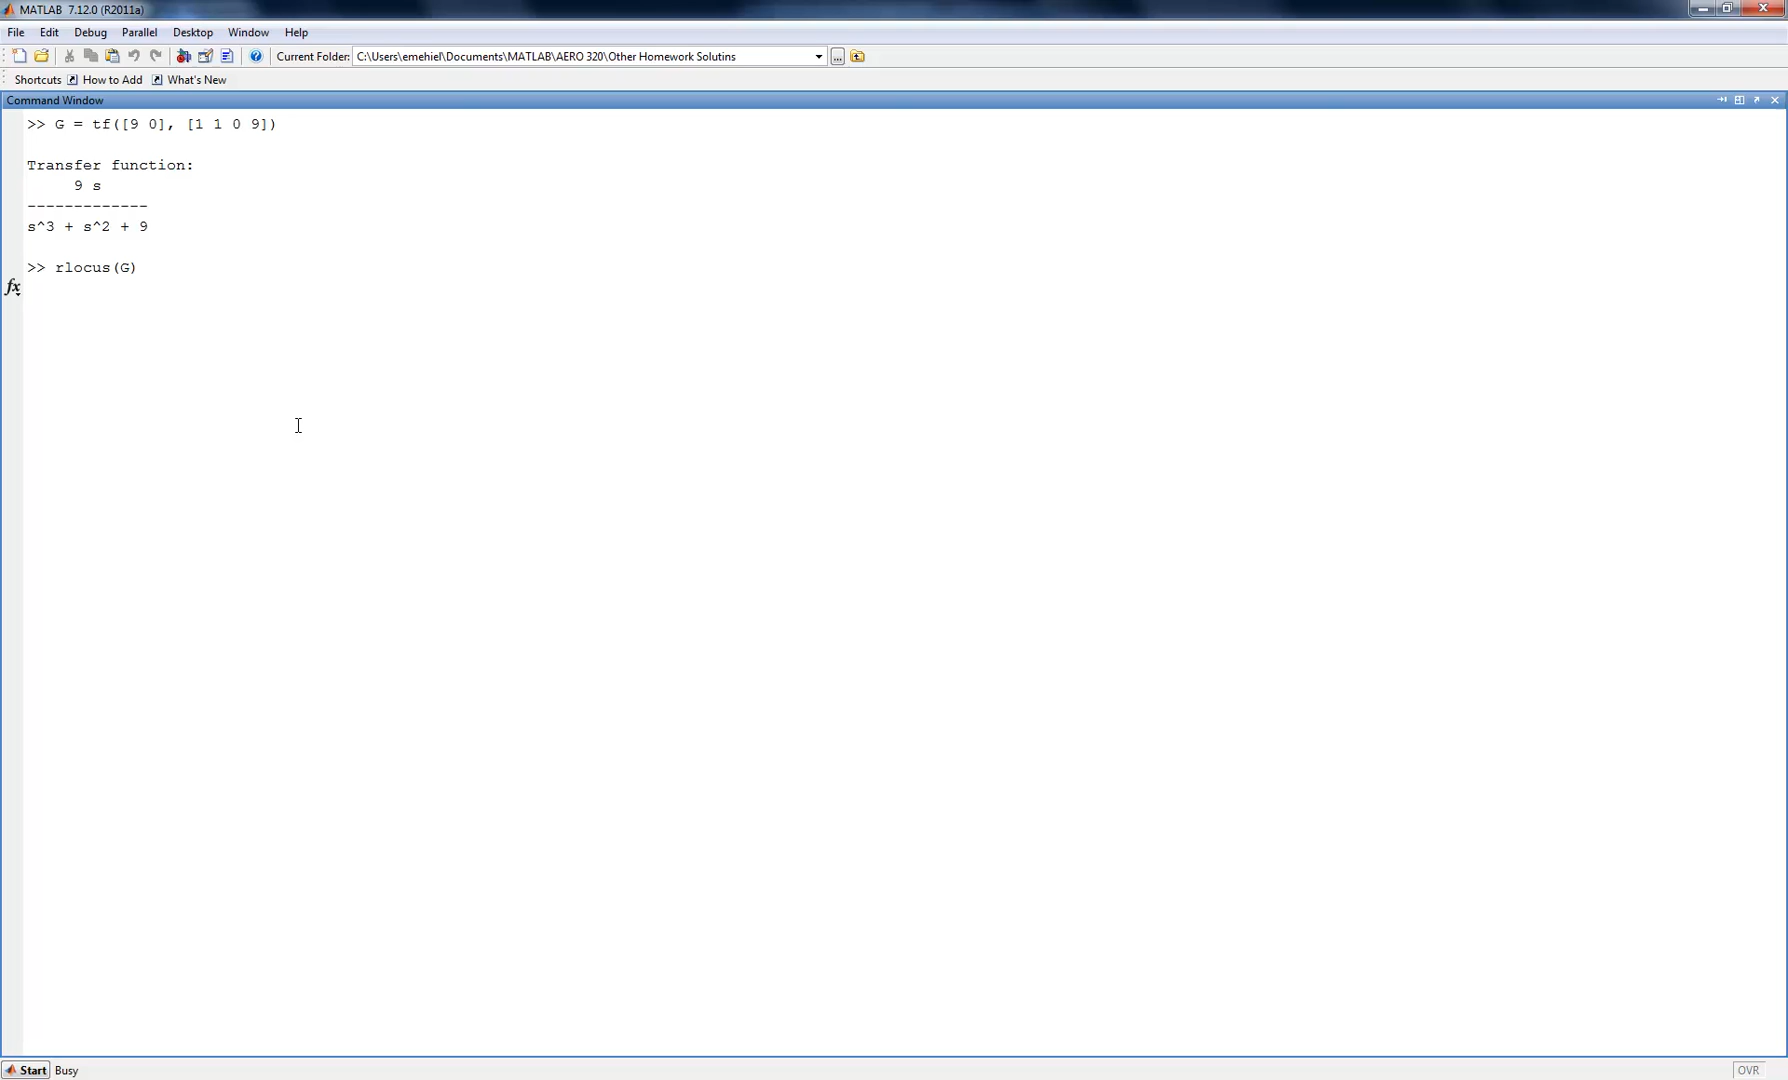 MATLAB 7.12.0 (R2011a)
File Edit Debug Parallel Desktop Window Help
Current Folder: C:\Users\emehiel\Documents\MATLAB\AERO 320\Other Homework Solutins ...
Shortcuts How to Add What's New
Command Window
>> G = tf([9 0], [1 1 0 9])
Transfer function:
9 s
-------------
s^3 + s^2 + 9
>> rlocus(G)
fx
Start Busy OVR